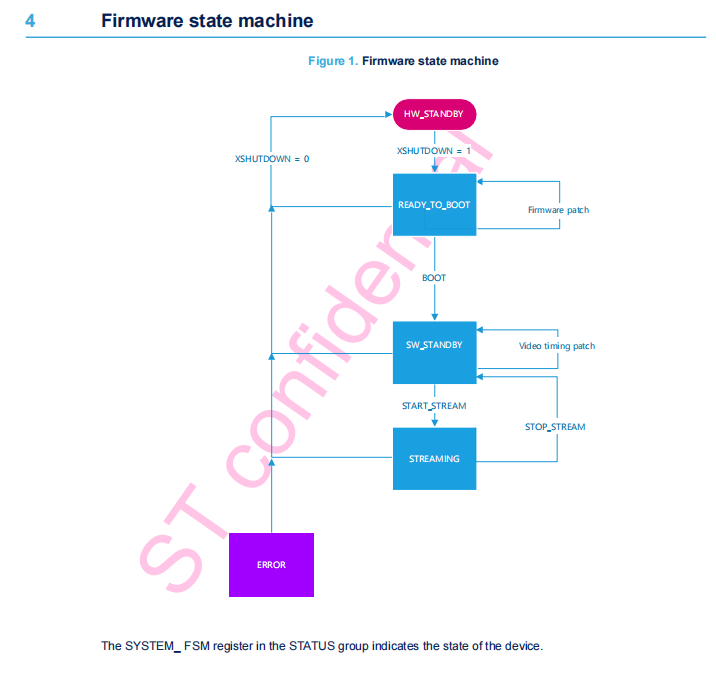 4 Firmware state machine
Figure 1. Firmware state machine
HW_STANDBY
XSHUTDOWN = 0
XSHUTDOWN = 1
READY_TO_BOOT
Firmware patch
BOOT
SW_STANDBY
Video timing patch
START_STREAM
STOP_STREAM
STREAMING
ERROR
ST confidential
The SYSTEM_ FSM register in the STATUS group indicates the state of the device.